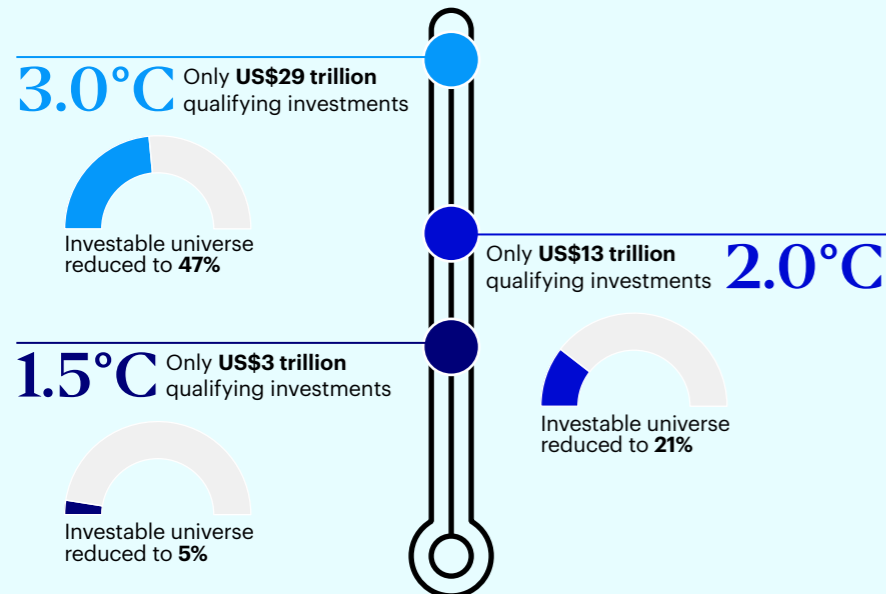 3.0°C
Only US$29 trillion
qualifying investments
Investable universe
reduced to 47%
Only US$13 trillion
qualifying investments
2.0°C
Investable universe
reduced to 21%
1.5°C
Only US$3 trillion
qualifying investments
Investable universe
reduced to 5%